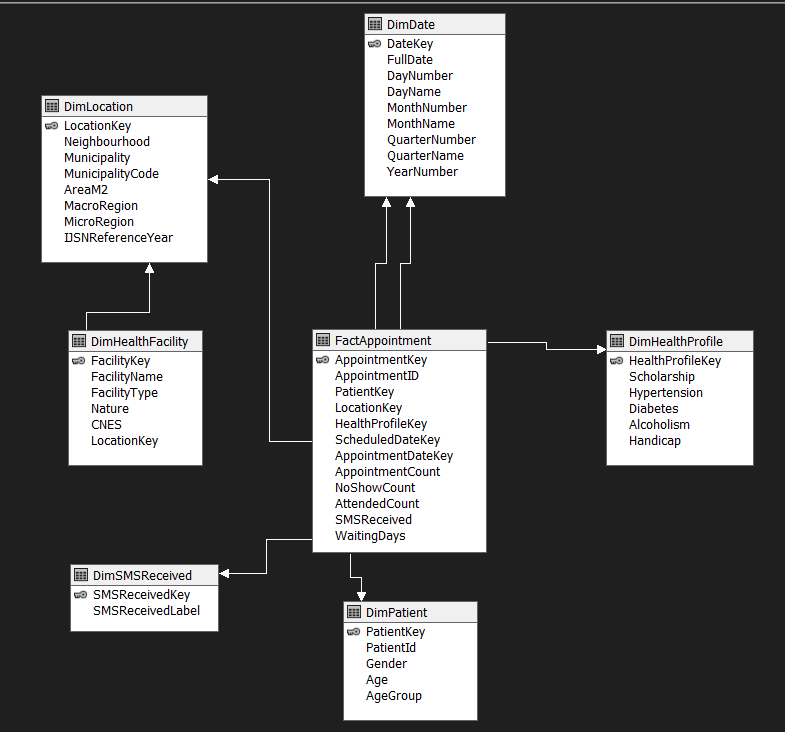 DimDate
DateKey
FullDate
DayNumber
DayName
MonthNumber
MonthName
QuarterNumber
QuarterName
YearNumber
DimLocation
LocationKey
Neighbourhood
Municipality
MunicipalityCode
AreaM2
MacroRegion
MicroRegion
IJSNReferenceYear
DimHealthFacility
FacilityKey
FacilityName
FacilityType
Nature
CNES
LocationKey
FactAppointment
AppointmentKey
AppointmentID
PatientKey
LocationKey
HealthProfileKey
ScheduledDateKey
AppointmentDateKey
AppointmentCount
NoShowCount
AttendedCount
SMSReceived
WaitingDays
DimHealthProfile
HealthProfileKey
Scholarship
Hypertension
Diabetes
Alcoholism
Handicap
DimSMSReceived
SMSReceivedKey
SMSReceivedLabel
DimPatient
PatientKey
PatientId
Gender
Age
AgeGroup